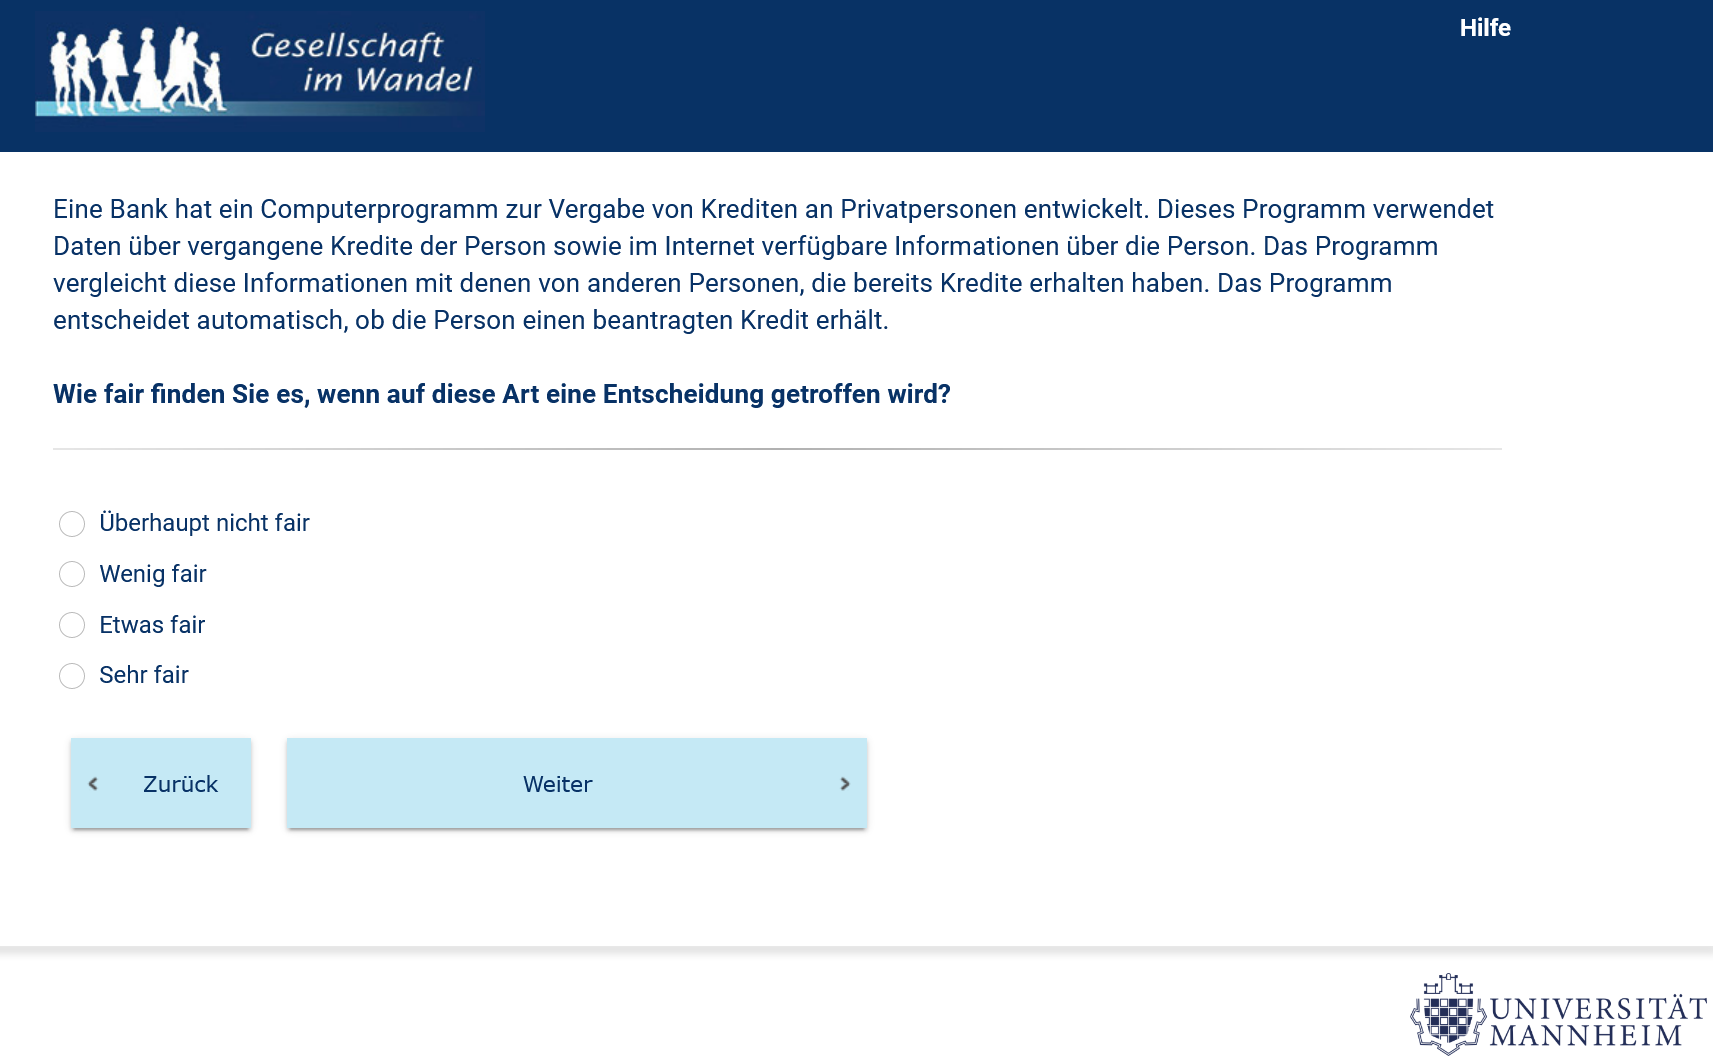 Gesellschaft
im Wandel
Hilfe
Eine Bank hat ein Computerprogramm zur Vergabe von Krediten an Privatpersonen entwickelt. Dieses Programm verwendet
Daten über vergangene Kredite der Person sowie im Internet verfügbare Informationen über die Person. Das Programm
vergleicht diese Informationen mit denen von anderen Personen, die bereits Kredite erhalten haben. Das Programm
entscheidet automatisch, ob die Person einen beantragten Kredit erhält.
Wie fair finden Sie es, wenn auf diese Art eine Entscheidung getroffen wird?
Überhaupt nicht fair
Wenig fair
Etwas fair
Sehr fair
Zurück
Weiter
UNIVERSITÄT
MANNHEIM